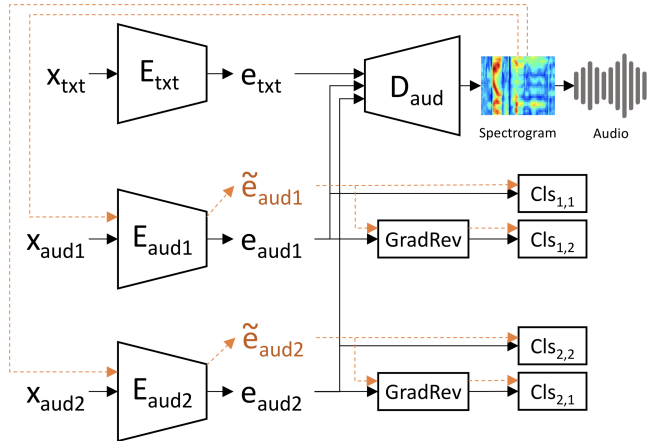 x_txt E_txt e_txt D_aud
Spectrogram Audio
ẽ_aud1 Cls_1,1
x_aud1 E_aud1 e_aud1 GradRev Cls_1,2
ẽ_aud2 Cls_2,2
x_aud2 E_aud2 e_aud2 GradRev Cls_2,1